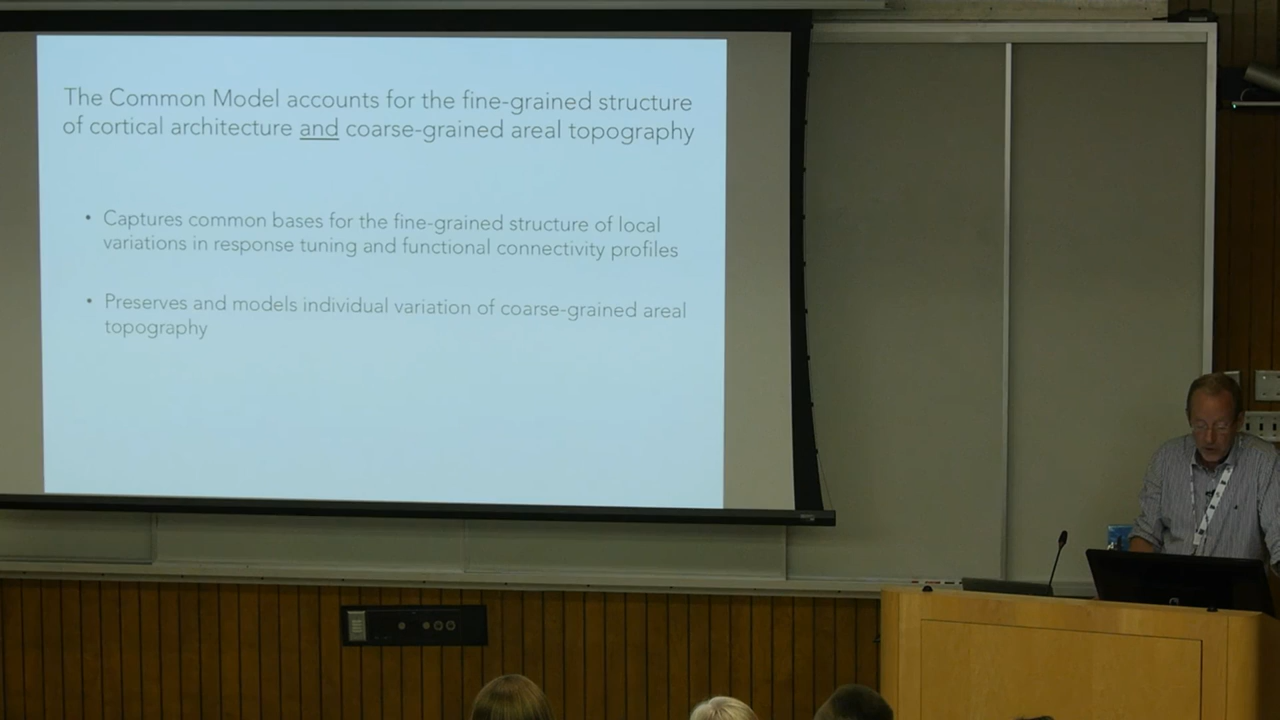 The Common Model accounts for the fine-grained structure
of cortical architecture and coarse-grained areal topography
• Captures common bases for the fine-grained structure of local
variations in response tuning and functional connectivity profiles
• Preserves and models individual variation of coarse-grained areal
topography